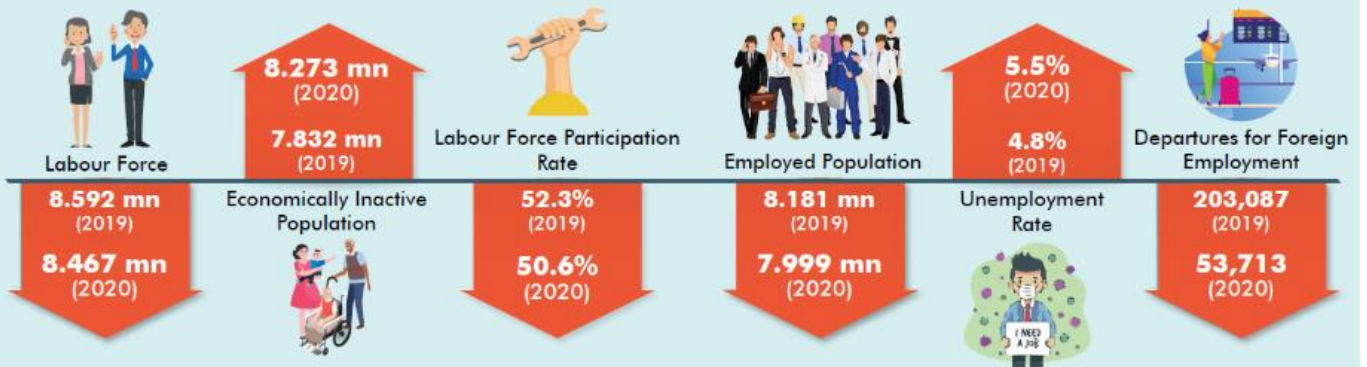 Labour Force
8.592 mn
(2019)
8.467 mn
(2020)
8.273 mn
(2020)
7.832 mn
(2019)
Economically Inactive
Population
Labour Force Participation
Rate
52.3%
(2019)
50.6%
(2020)
Employed Population
8.181 mn
(2019)
7.999 mn
(2020)
5.5%
(2020)
4.8%
(2019)
Unemployment
Rate
I NEED
A JOB
Departures for Foreign
Employment
203,087
(2019)
53,713
(2020)